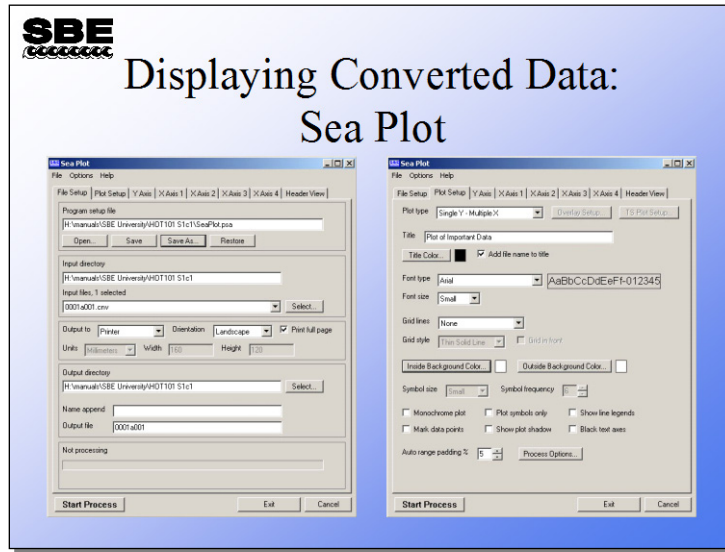 SBE
Displaying Converted Data:
Sea Plot
Sea Plot
File Options Help
File Setup Plot Setup Y Axis X Axis 1 X Axis 2 X Axis 3 X Axis 4 Header View
Program setup file
H:\manuals\SBE University\HOT101 S1c1\SeaPlot.psa
Open... Save Save As... Restore
Input directory
H:\manuals\SBE University\HOT101 S1c1
Input files, 1 selected
0001a001.cnv Select...
Output to Printer Orientation Landscape Print full page
Units Millimeters Width 160 Height 120
Output directory
H:\manuals\SBE University\HOT101 S1c1 Select...
Name append
Output file 0001a001
Not processing
Start Process Exit Cancel
Sea Plot
File Options Help
File Setup Plot Setup Y Axis X Axis 1 X Axis 2 X Axis 3 X Axis 4 Header View
Plot type Single Y - Multiple X Overlay Setup... TS Plot Setup...
Title Plot of Important Data
Title Color... Add file name to title
Font type Arial AaBbCcDdEeFf-012345
Font size Small
Grid lines None
Grid style Thin Solid Line Grid in front
Inside Background Color... Outside Background Color...
Symbol size Small Symbol frequency 6
Monochrome plot Plot symbols only Show line legends
Mark data points Show plot shadow Black text axes
Auto range padding % 5 Process Options...
Start Process Exit Cancel